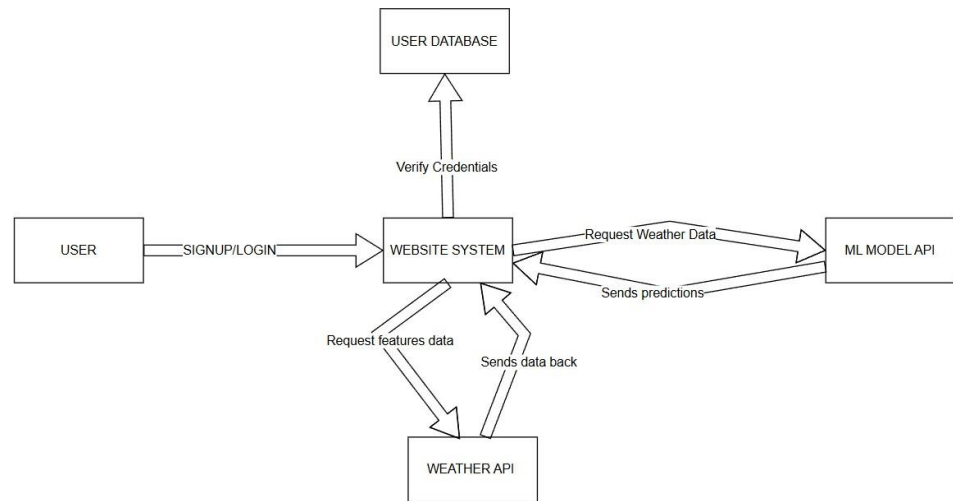 USER DATABASE
Verify Credentials
USER
SIGNUP/LOGIN
WEBSITE SYSTEM
Request Weather Data
ML MODEL API
Sends predictions
Request features data
Sends data back
WEATHER API